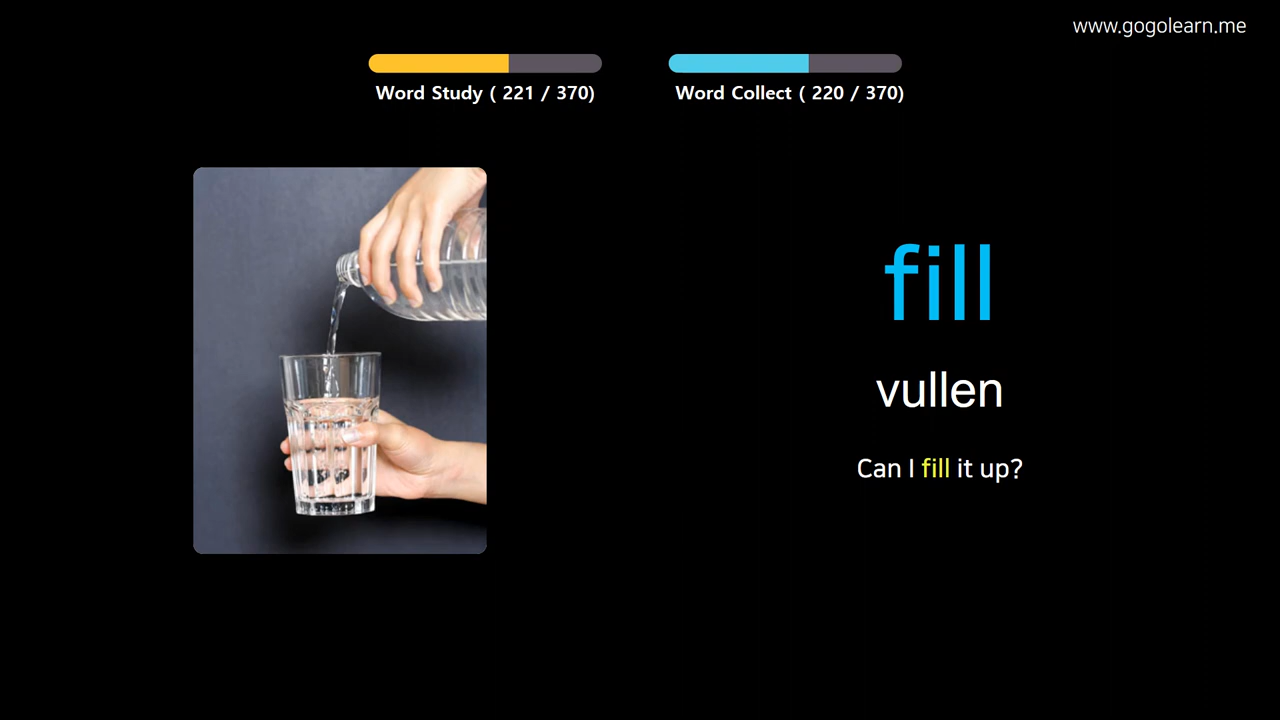 www.gogolearn.me
Word Study ( 221 / 370)
Word Collect ( 220 / 370)
fill
vullen
Can I fill it up?